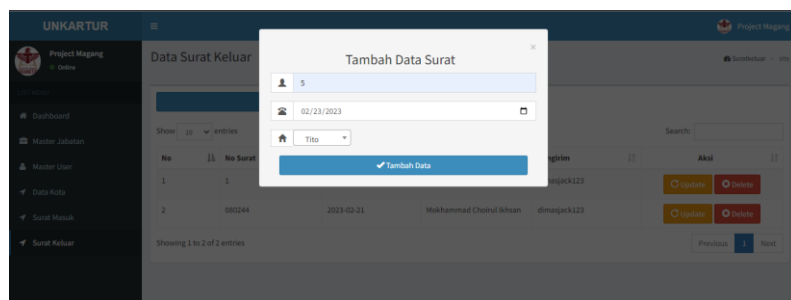 UNKARTUR
Project Magang
Project Magang
Online
LIST MENU
Dashboard
Master Jabatan
Master User
Data Kota
Surat Masuk
Surat Keluar
Data Surat Keluar
SuratKeluar
Tambah Data Surat
×
5
02/23/2023
Tito
Tambah Data
Show 10 entries
Search:
No No Surat Aksi
1 1 Update Delete
2 080244 2023-02-21 Mokhammad Choirul Ikhsan dimasjack123 Update Delete
Showing 1 to 2 of 2 entries
Previous 1 Next